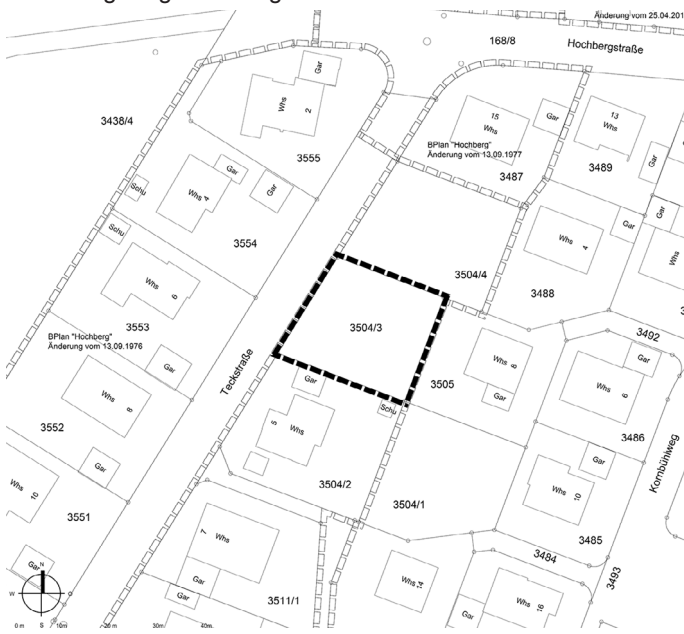 Änderung vom 25.04.201
168/8
Hochbergstraße
Gar
Whs
2
3438/4
3555
15
Whs
Gar
13
Whs
BPlan "Hochberg"
Änderung vom 13.09.1977
3487
3489
Gar
Schu
Whs 4
Gar
Gar
Schu
3554
Gar
Gar
Whs
4
Whs
3504/4
3488
Whs
6
3553
3504/3
3492
BPlan "Hochberg"
Änderung vom 13.09.1976
Teckstraße
Gar
Whs
8
Gar
3505
Whs
8
Gar
Gar
Whs
6
Schu
3552
5
Whs
3486
Kornbühlweg
Gar
Whs
10
3504/2
3504/1
Gar
Whs
10
3551
7
Whs
3485
3484
3493
Gar
Gar
Gar
3511/1
Whs 14
Whs
16
N
W
S
0 m
10m
20 m
30m
40m